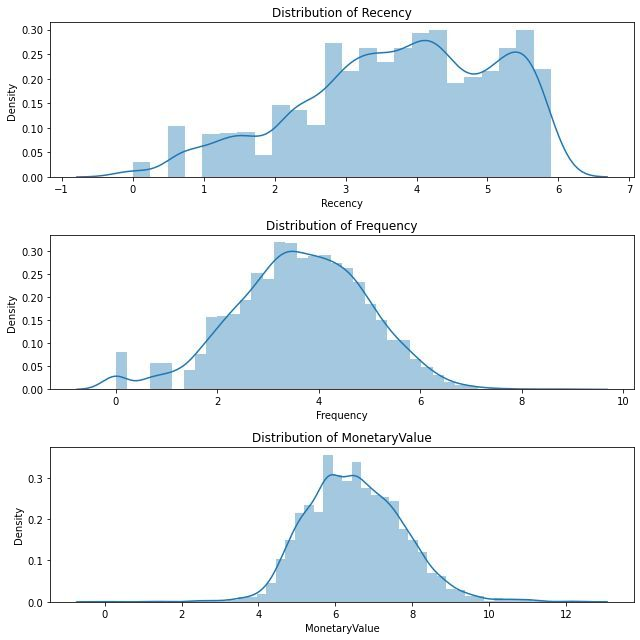 Distribution of Recency
Density
0.30
0.25
0.20
0.15
0.10
0.05
0.00
−1 0 1 2 3 4 5 6 7
Recency
Distribution of Frequency
Density
0.30
0.25
0.20
0.15
0.10
0.05
0.00
0 2 4 6 8 10
Frequency
Distribution of MonetaryValue
Density
0.3
0.2
0.1
0.0
0 2 4 6 8 10 12
MonetaryValue